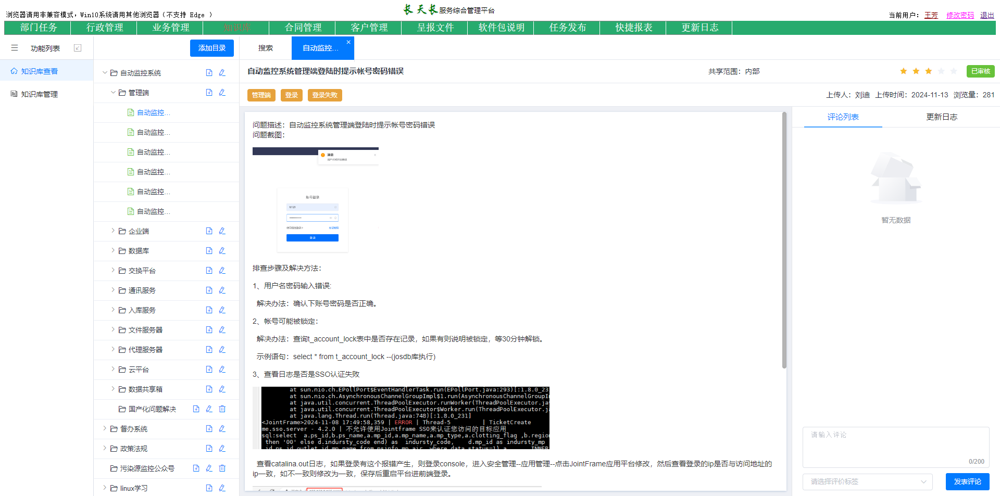 浏览器请用非兼容模式，Win10系统请用其他浏览器（不支持 Edge ）
长天长服务综合管理平台
当前用户： 王芳 修改密码 退出
部门任务 行政管理 业务管理 知识库 合同管理 客户管理 呈报文件 软件包说明 任务发布 快捷报表 更新日志
功能列表
知识库查看
知识库管理
添加目录
自动监控系统
管理端
自动监控...
自动监控...
自动监控...
自动监控...
自动监控...
自动监控...
企业端
数据库
交换平台
通讯服务
入库服务
文件服务器
代理服务器
云平台
数据共享箱
国产化问题解决
督办系统
政策法规
污染源监控公众号
linux学习
搜索 自动监控...
自动监控系统管理端登陆时提示帐号密码错误 共享范围：内部 已审核
管理端 登录 登录失败 上传人：刘迪 上传时间：2024-11-13 浏览量：281
问题描述：自动监控系统管理端登陆时提示帐号密码错误
问题截图：
消息
用户名或密码错误
账号登录
忘记密码
登录
排查步骤及解决方法：
1、用户名密码输入错误:
解决办法：确认下账号密码是否正确。
2、帐号可能被锁定：
解决办法：查询t_account_lock表中是否存在记录，如果有则说明被锁定，等30分钟解锁。
示例语句：select * from t_account_lock --(josdb库执行)
3、查看日志是否是SSO认证失败
at sun.nio.ch.EPollPort$EventHandlerTask.run(EPollPort.java:293)[:1.8.0_23
at sun.nio.ch.AsynchronousChannelGroupImpl$1.run(AsynchronousChannelGroupI
at java.util.concurrent.ThreadPoolExecutor.runWorker(ThreadPoolExecutor.ja
at java.util.concurrent.ThreadPoolExecutor$Worker.run(ThreadPoolExecutor.j
at java.lang.Thread.run(Thread.java:748)[:1.8.0_231]
<JointFrame>2024-11-08 17:49:58,359 | ERROR | Thread-5 | TicketCreate
me.sso.server - 4.2.0 | 不允许使用Jointframe SSO来认证您访问的目标应用
sql:select a.ps_id,b.ps_name,a.mp_id,a.mp_name,a.mp_type,a.clotting_flag ,b.region
then '00' else d.indursty_code end) as indursty_code, d.mp_id as indursty_mp
id,ps_id,outlet_id,mp_name from psinfo_mp_air where data_status=1) a INNER
查看catalina.out日志，如果登录有这个报错产生，则登录console，进入安全管理--应用管理--点击JointFrame应用平台修改，然后查看登录的ip是否与访问地址的
ip一致，如不一致则修改为一致，保存后重启平台进前端登录。
评论列表 更新日志
暂无数据
请输入评论
0/200
请选择评价标签 发表评论